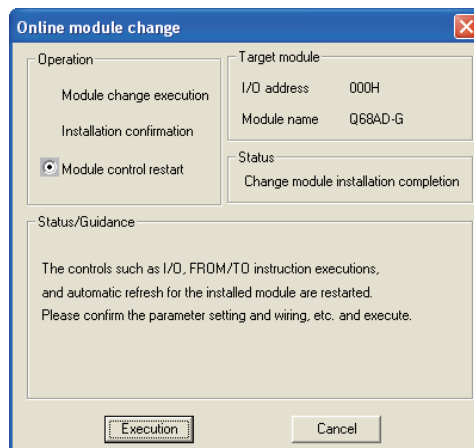 Online module change
Operation
Module change execution
Installation confirmation
Module control restart
Target module
I/O address 000H
Module name Q68AD-G
Status
Change module installation completion
Status/Guidance
The controls such as I/O, FROM/TO instruction executions,
and automatic refresh for the installed module are restarted.
Please confirm the parameter setting and wiring, etc. and execute.
Execution Cancel